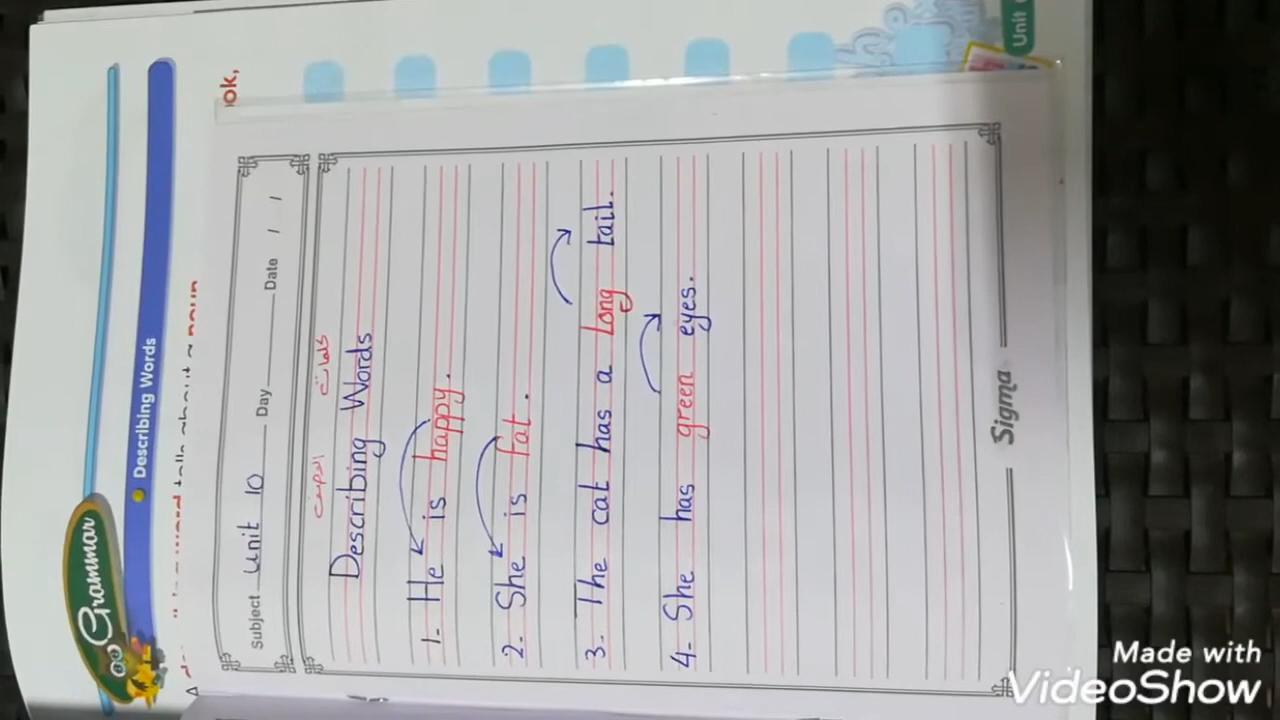 Grammar
Describing Words
ook,
Unit
Subject Unit 10 Day Date / /
كلمات الوصف
Describing Words
1- He is happy.
2- She is fat.
3- The cat has a long tail.
4- She has green eyes.
Sigma
Made with
VideoShow